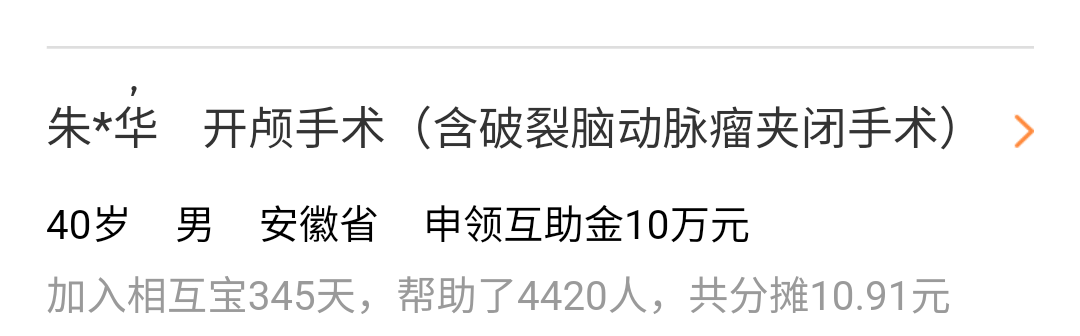 朱*华 开颅手术（含破裂脑动脉瘤夹闭手术）
40岁 男 安徽省 申领互助金10万元
加入相互宝345天，帮助了4420人，共分摊10.91元